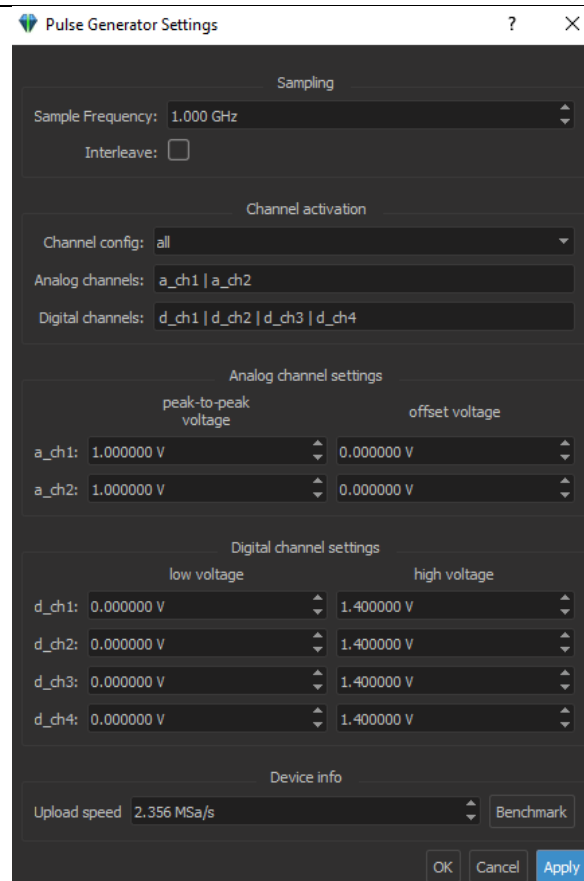 Pulse Generator Settings ? ×
Sampling
Sample Frequency: 1.000 GHz
Interleave:
Channel activation
Channel config: all
Analog channels: a_ch1 | a_ch2
Digital channels: d_ch1 | d_ch2 | d_ch3 | d_ch4
Analog channel settings
peak-to-peak
voltage
offset voltage
a_ch1: 1.000000 V 0.000000 V
a_ch2: 1.000000 V 0.000000 V
Digital channel settings
low voltage high voltage
d_ch1: 0.000000 V 1.400000 V
d_ch2: 0.000000 V 1.400000 V
d_ch3: 0.000000 V 1.400000 V
d_ch4: 0.000000 V 1.400000 V
Device info
Upload speed 2.356 MSa/s Benchmark
OK Cancel Apply